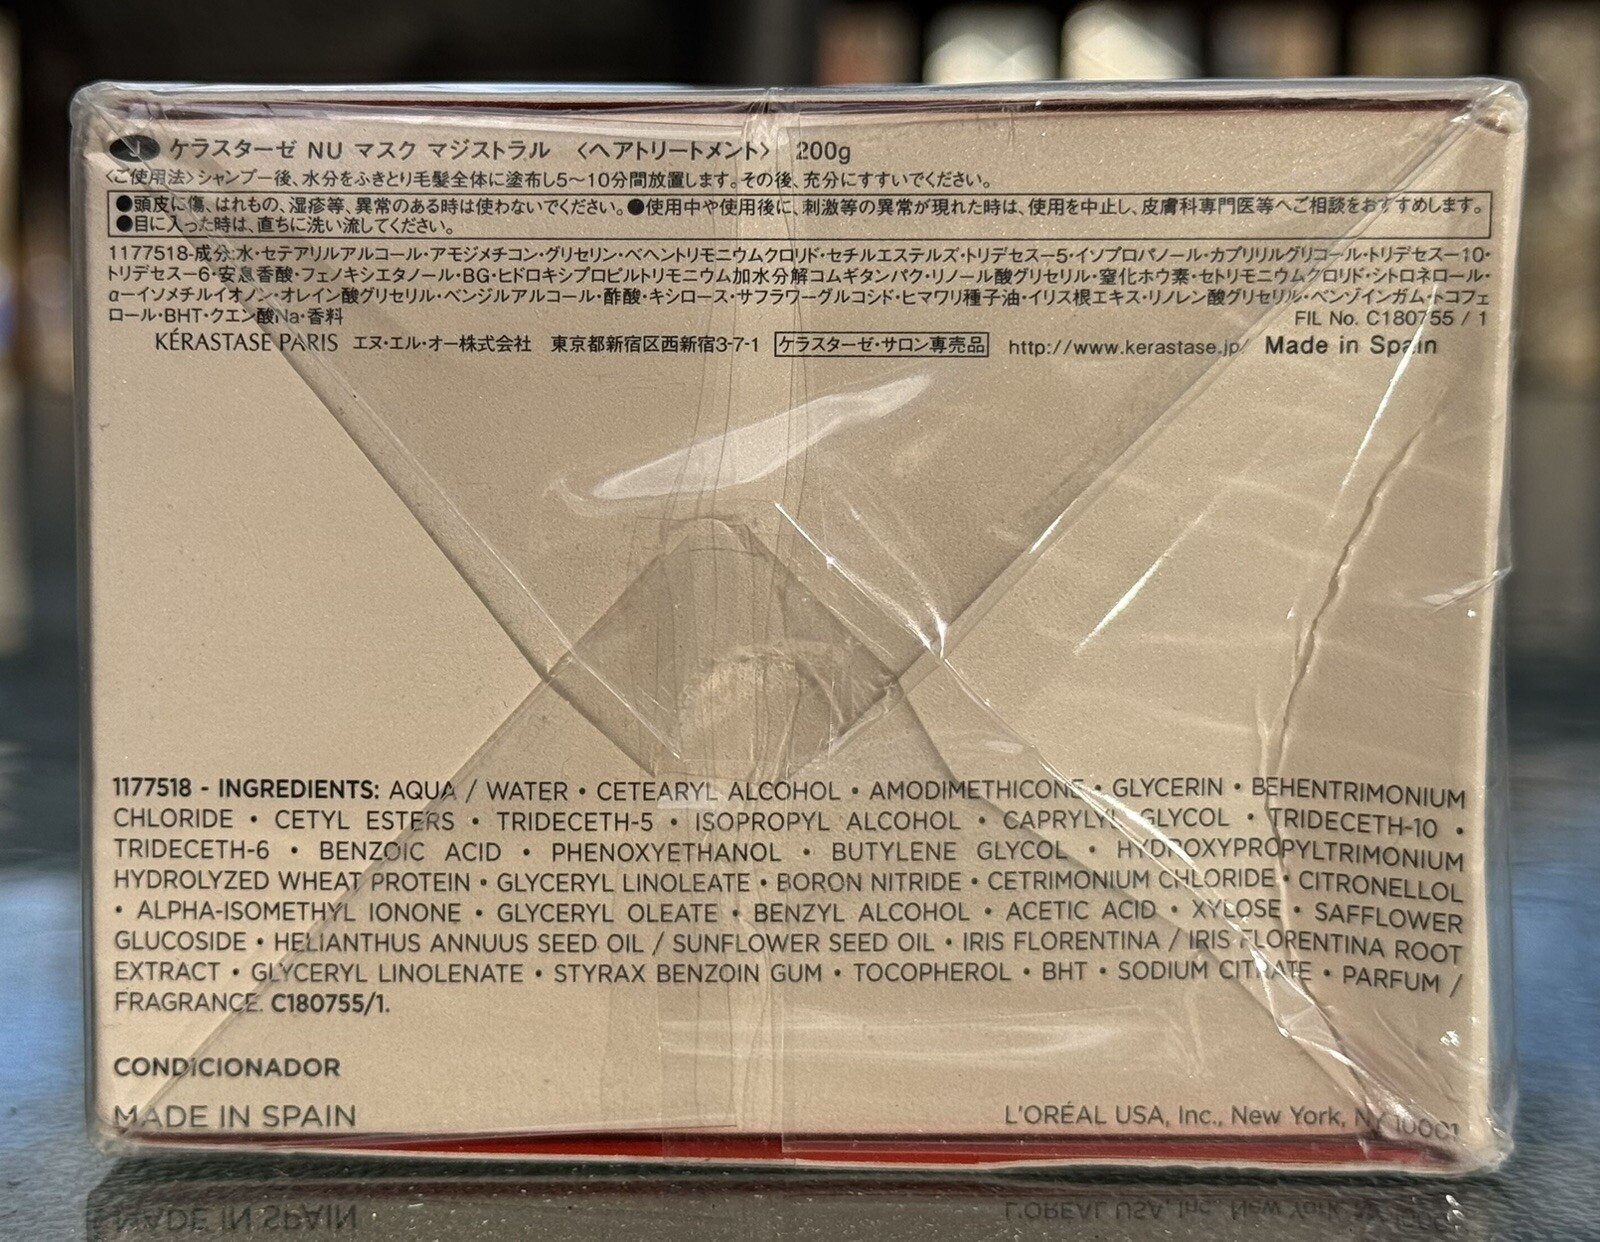 J ケラスターゼ NU マスク マジストラル 〈ヘアトリートメント〉 200g
〈ご使用法〉シャンプー後、水分をふきとり毛髪全体に塗布し5～10分間放置します。その後、充分にすすいでください。
●頭皮に傷、はれもの、湿疹等、異常のある時は使わないでください。●使用中や使用後に、刺激等の異常が現れた時は、使用を中止し、皮膚科専門医等へご相談をおすすめします。
●目に入った時は、直ちに洗い流してください。
1177518-成分:水・セテアリルアルコール・アモジメチコン・グリセリン・ベヘントリモニウムクロリド・セチルエステルズ・トリデセス－5・イソプロパノール・カプリリルグリコール・トリデセス－10・
トリデセス－6・安息香酸・フェノキシエタノール・BG・ヒドロキシプロピルトリモニウム加水分解コムギタンパク・リノール酸グリセリル・窒化ホウ素・セトリモニウムクロリド・シトロネロール・
α－イソメチルイオノン・オレイン酸グリセリル・ベンジルアルコール・酢酸・キシロース・サフラワーグルコシド・ヒマワリ種子油・イリス根エキス・リノレン酸グリセリル・ベンゾインガム・トコフェ
ロール・BHT・クエン酸Na・香料 FIL No. C180755 / 1
KÉRASTASE PARIS エヌ・エル・オー株式会社 東京都新宿区西新宿3-7-1 ケラスターゼ・サロン専売品 http://www.kerastase.jp/ Made in Spain
1177518 - INGREDIENTS: AQUA / WATER • CETEARYL ALCOHOL • AMODIMETHICONE • GLYCERIN • BEHENTRIMONIUM
CHLORIDE • CETYL ESTERS • TRIDECETH-5 • ISOPROPYL ALCOHOL • CAPRYLYL GLYCOL • TRIDECETH-10 •
TRIDECETH-6 • BENZOIC ACID • PHENOXYETHANOL • BUTYLENE GLYCOL • HYDROXYPROPYLTRIMONIUM
HYDROLYZED WHEAT PROTEIN • GLYCERYL LINOLEATE • BORON NITRIDE • CETRIMONIUM CHLORIDE • CITRONELLOL
• ALPHA-ISOMETHYL IONONE • GLYCERYL OLEATE • BENZYL ALCOHOL • ACETIC ACID • XYLOSE • SAFFLOWER
GLUCOSIDE • HELIANTHUS ANNUUS SEED OIL / SUNFLOWER SEED OIL • IRIS FLORENTINA / IRIS FLORENTINA ROOT
EXTRACT • GLYCERYL LINOLENATE • STYRAX BENZOIN GUM • TOCOPHEROL • BHT • SODIUM CITRATE • PARFUM /
FRAGRANCE. C180755/1.
CONDICIONADOR
MADE IN SPAIN
L'ORÉAL USA, Inc., New York, NY 10001